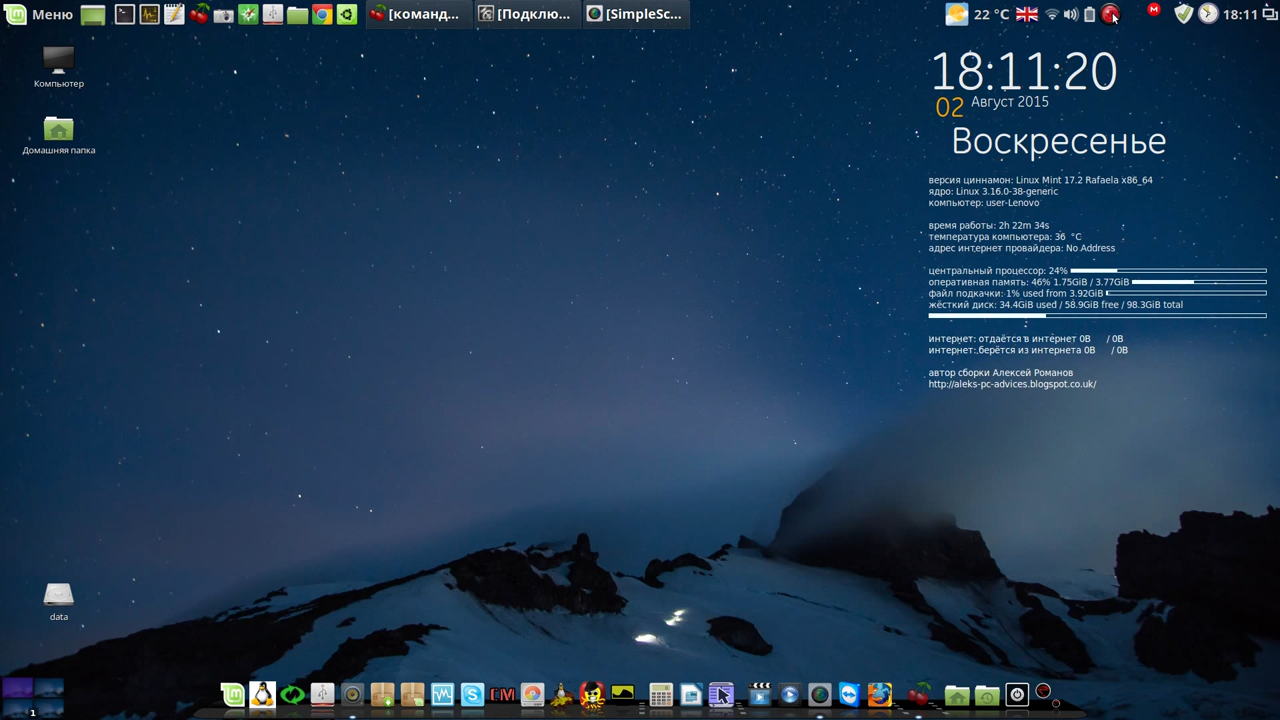 Меню
[команд...
[Подклю...
[SimpleSc...
22 °C
18:11
Компьютер
Домашняя папка
data
1
18:11:20
02 Август 2015
Воскресенье
версия циннамон: Linux Mint 17.2 Rafaela x86_64
ядро: Linux 3.16.0-38-generic
компьютер: user-Lenovo
время работы: 2h 22m 34s
температура компьютера: 36 °C
адрес интернет провайдера: No Address
центральный процессор: 24%
оперативная память: 46% 1.75GiB / 3.77GiB
файл подкачки: 1% used from 3.92GiB
жёсткий диск: 34.4GiB used / 58.9GiB free / 98.3GiB total
интернет: отдаётся в интернет 0B / 0B
интернет: берётся из интернета 0B / 0B
автор сборки Алексей Романов
http://aleks-pc-advices.blogspot.co.uk/